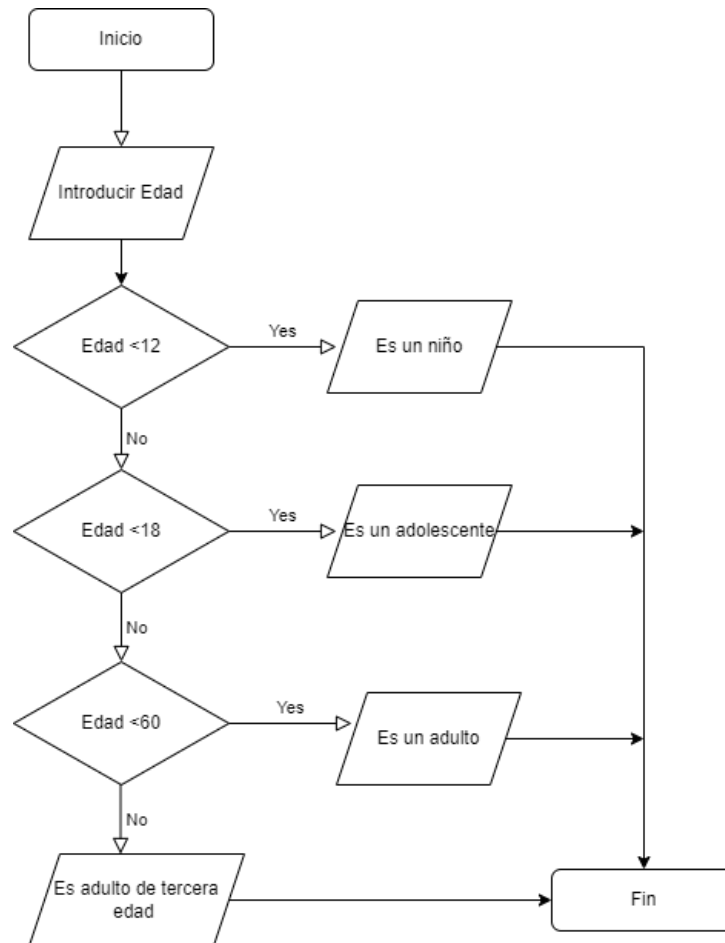 Inicio
Introducir Edad
Edad <12
Yes
Es un niño
No
Edad <18
Yes
Es un adolescente
No
Edad <60
Yes
Es un adulto
No
Es adulto de tercera
edad
Fin